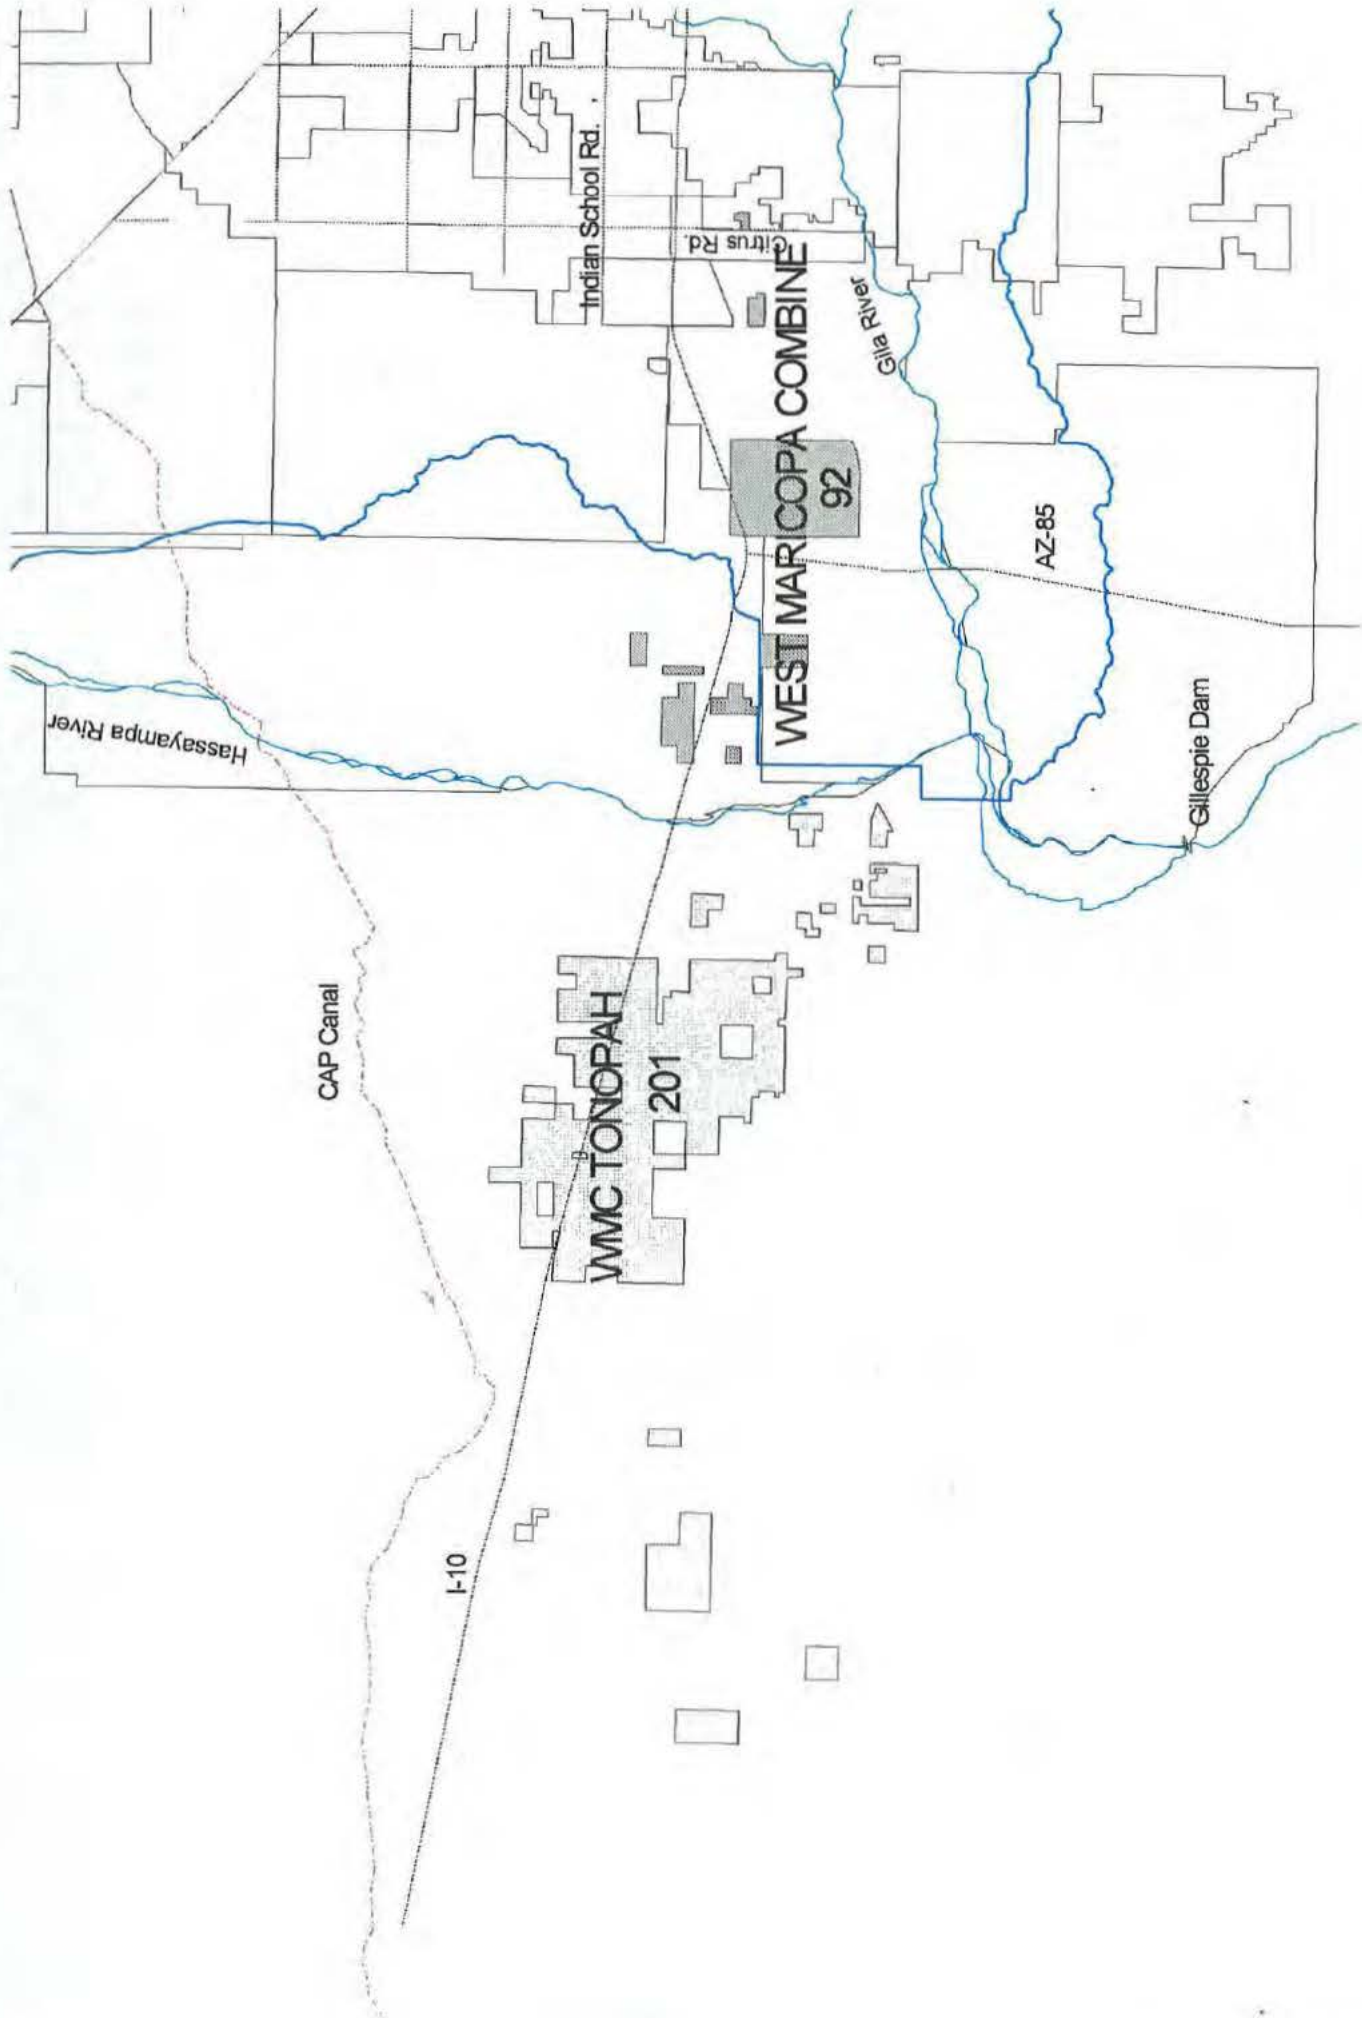 Hassayampa River
CAP Canal
I-10
Indian School Rd.
Citrus Rd.
WMC TONOPAH
201
WEST MARICOPA COMBINE
92
Gila River
AZ-85
Gillespie Dam